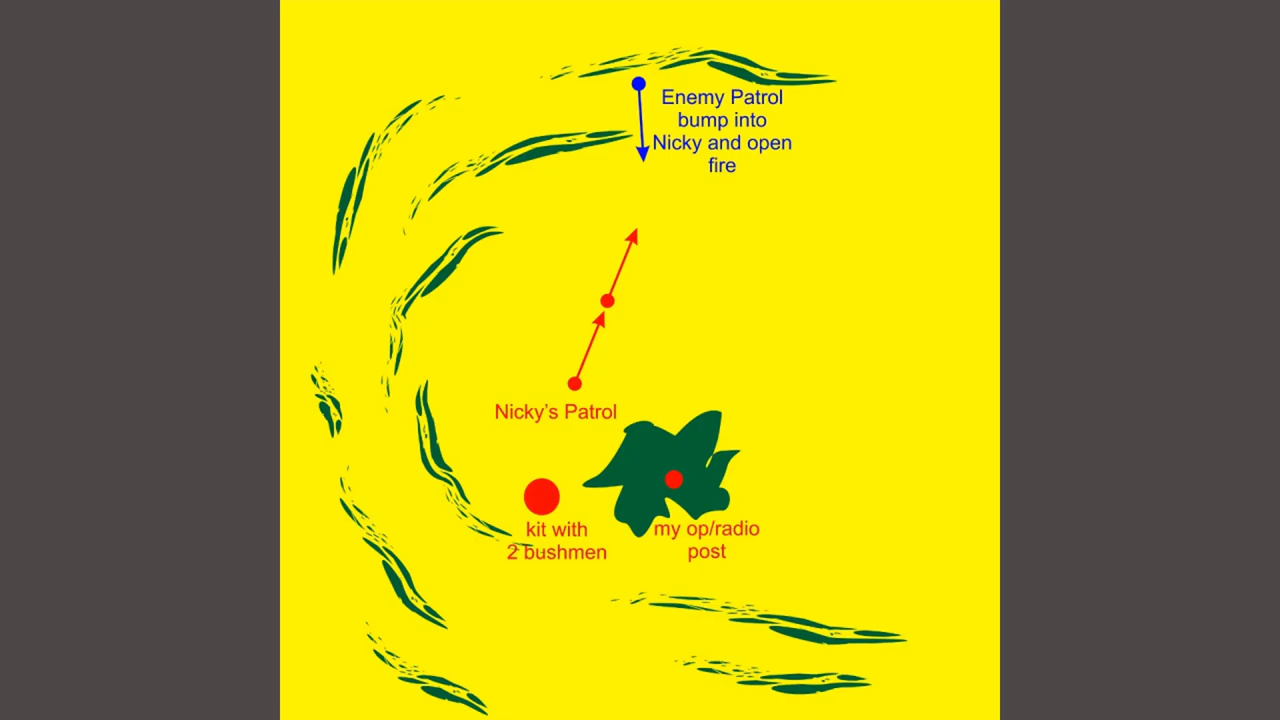 Enemy Patrol
bump into
Nicky and open
fire
Nicky's Patrol
kit with
2 bushmen
my op/radio
post